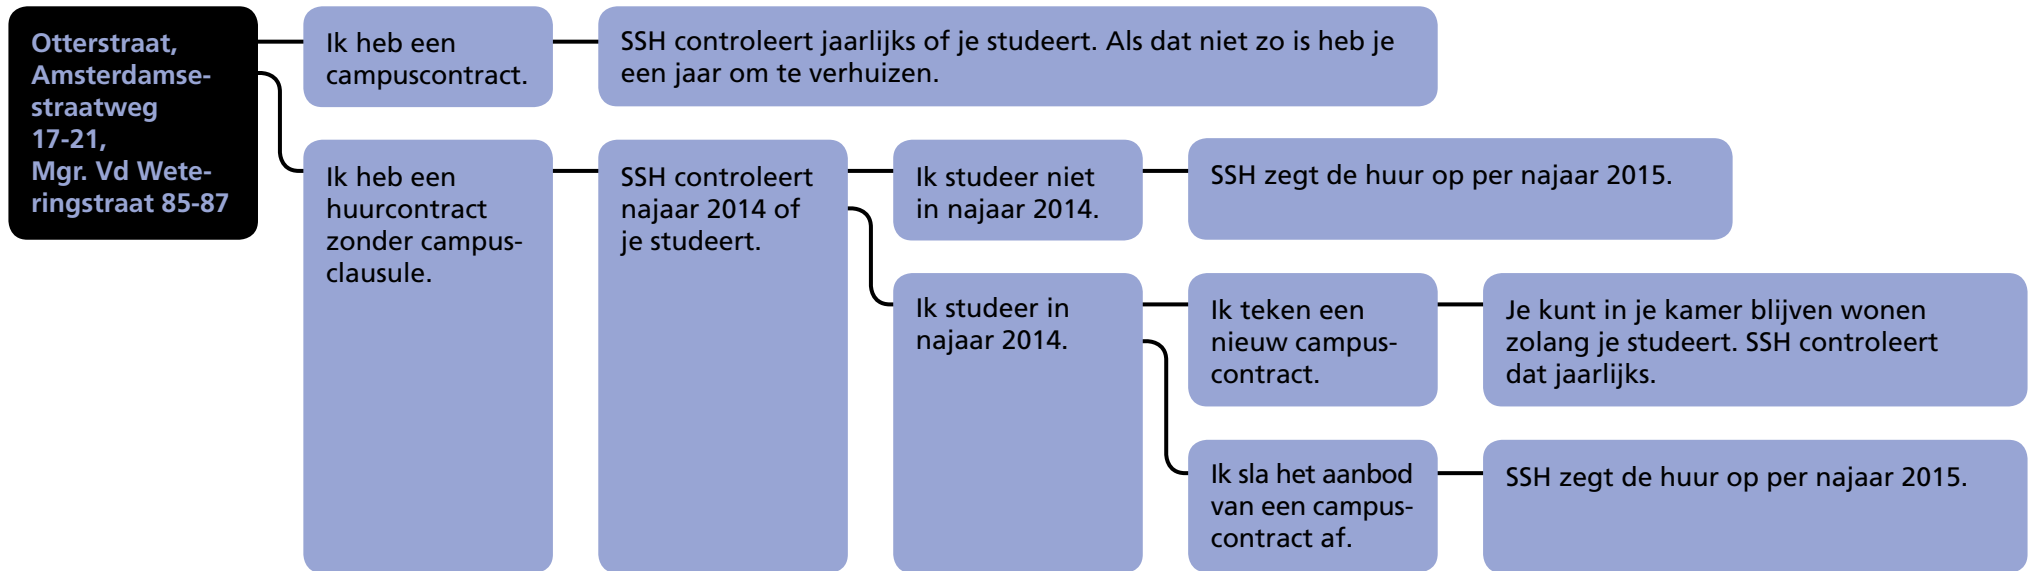 Otterstraat,
Amsterdamse-
straatweg
17-21,
Mgr. Vd Wete-
ringstraat 85-87
Ik heb een
campuscontract.
SSH controleert jaarlijks of je studeert. Als dat niet zo is heb je
een jaar om te verhuizen.
Ik heb een
huurcontract
zonder campus-
clausule.
SSH controleert
najaar 2014 of
je studeert.
Ik studeer niet
in najaar 2014.
SSH zegt de huur op per najaar 2015.
Ik studeer in
najaar 2014.
Ik teken een
nieuw campus-
contract.
Je kunt in je kamer blijven wonen
zolang je studeert. SSH controleert
dat jaarlijks.
Ik sla het aanbod
van een campus-
contract af.
SSH zegt de huur op per najaar 2015.